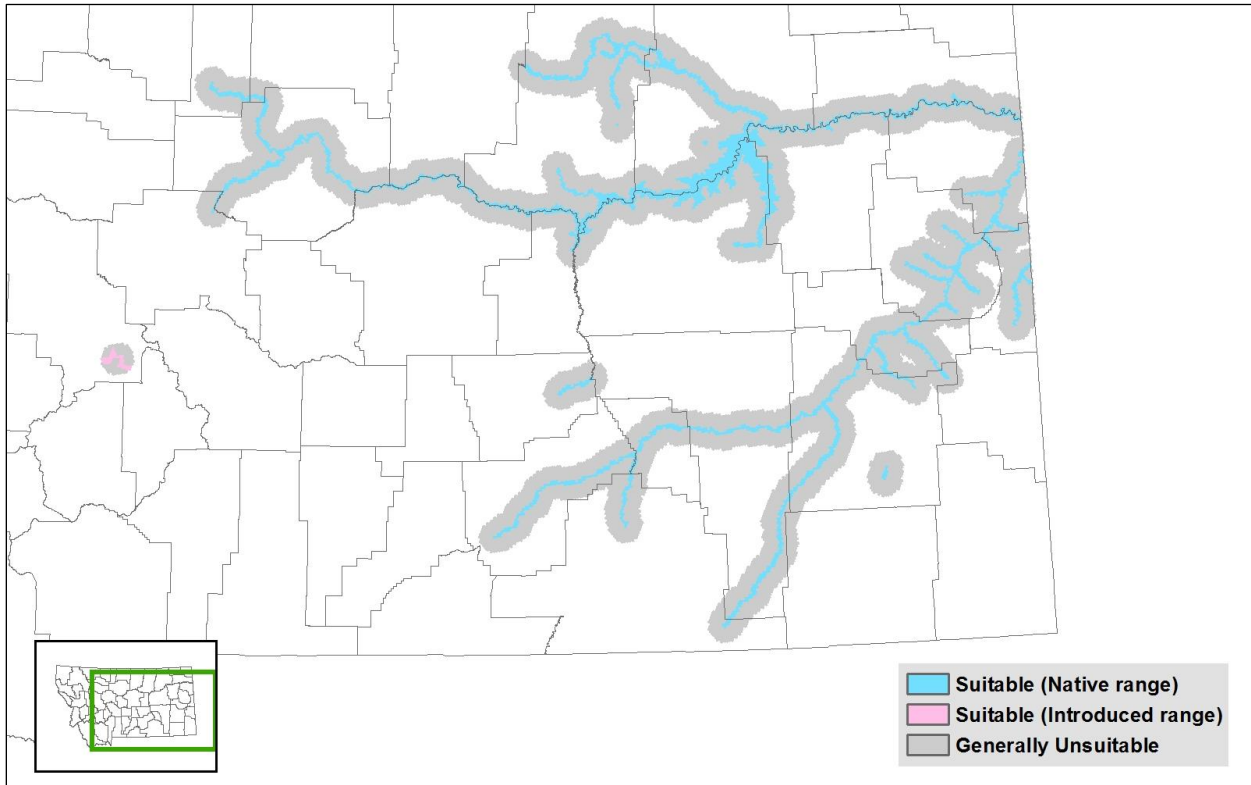 Suitable (Native range)
Suitable (Introduced range)
Generally Unsuitable